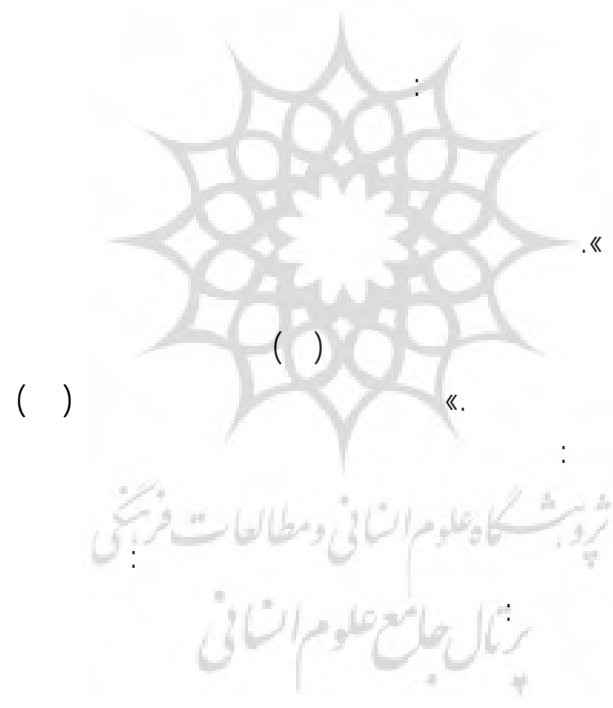 :
.»
( )
( ) ».
:
پژوهشگاه علوم انسانی و مطالعات فرهنگی
:
پرتال جامع علوم انسانی
: